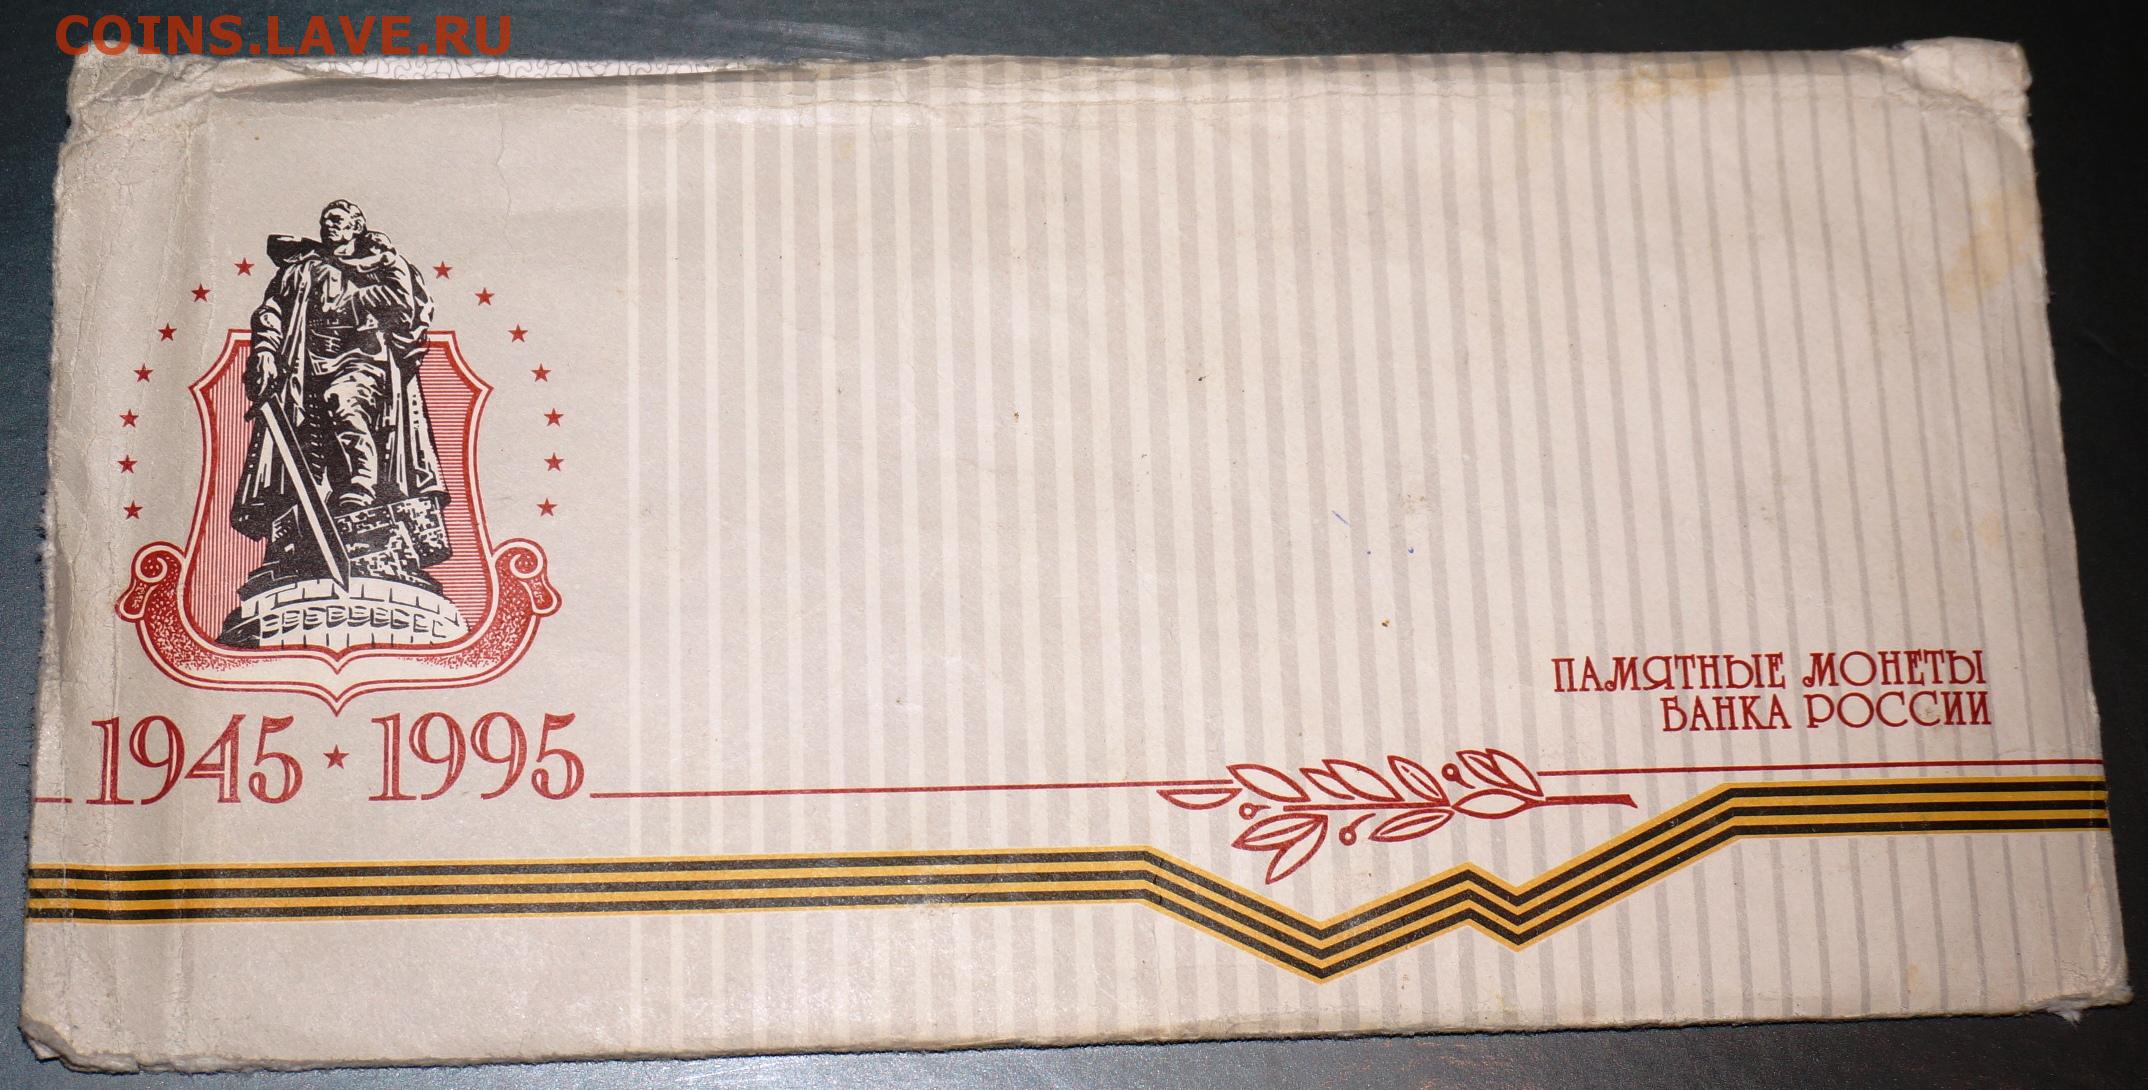 COINS.LAVE.RU
1945 ★ 1995
ПАМЯТНЫЕ МОНЕТЫ
БАНКА РОССИИ